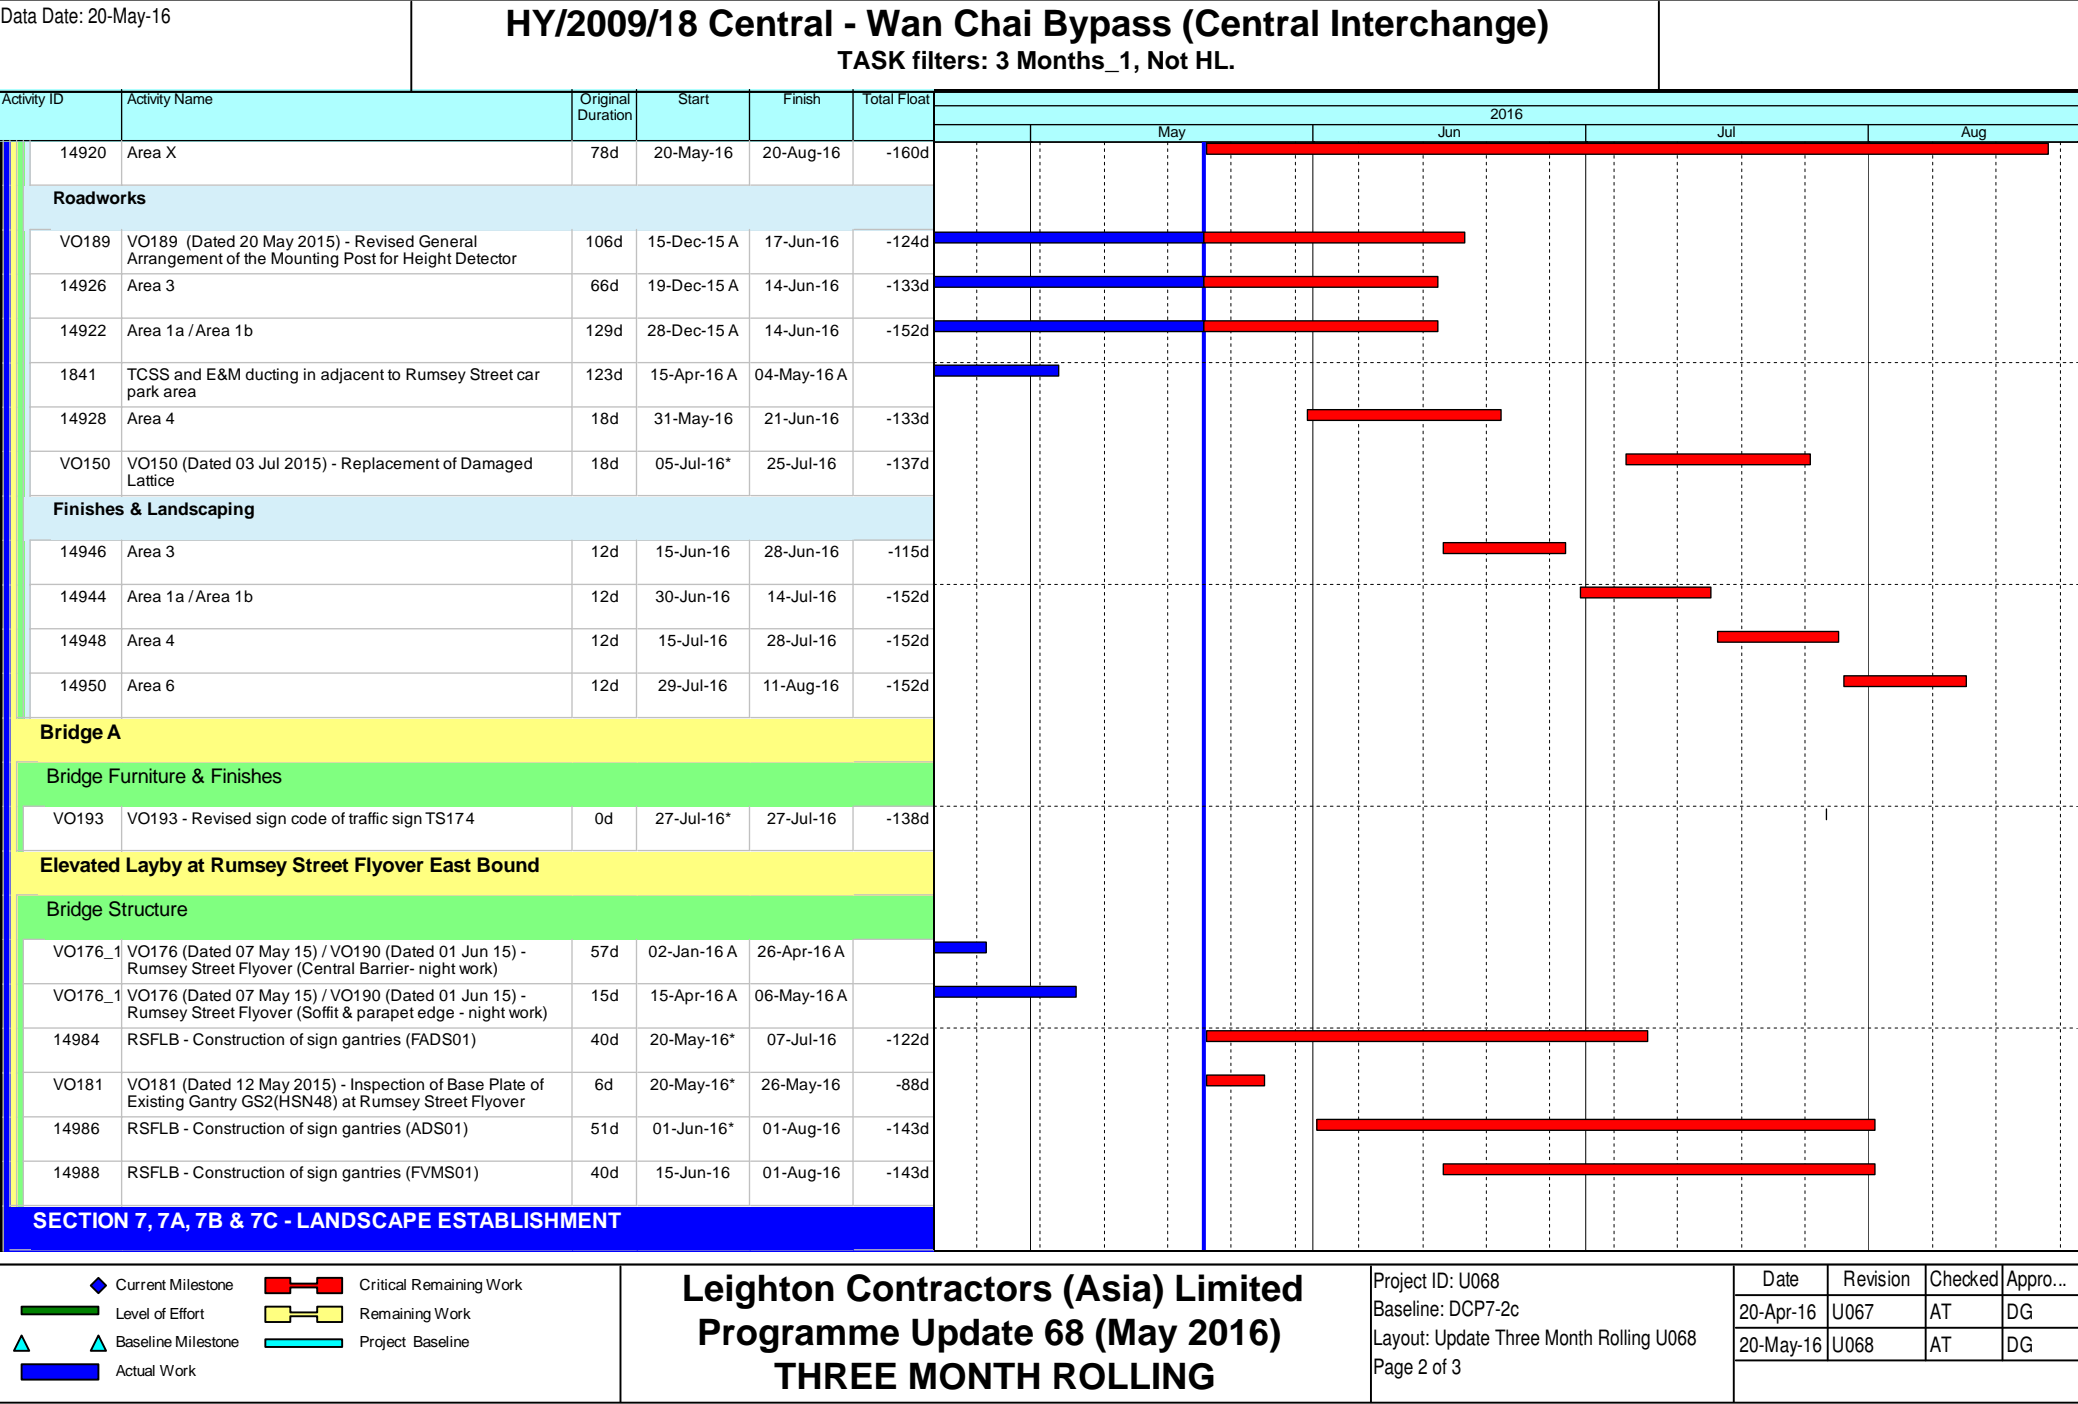 Data Date: 20-May-16
HY/2009/18 Central - Wan Chai Bypass (Central Interchange)
TASK filters: 3 Months_1, Not HL.
Activity ID Activity Name Original Duration Start Finish Total Float
2016
May Jun Jul Aug
14920 Area X 78d 20-May-16 20-Aug-16 -160d
Roadworks
VO189 VO189 (Dated 20 May 2015) - Revised General 106d 15-Dec-15 A 17-Jun-16 -124d
Arrangement of the Mounting Post for Height Detector
14926 Area 3 66d 19-Dec-15 A 14-Jun-16 -133d
14922 Area 1a / Area 1b 129d 28-Dec-15 A 14-Jun-16 -152d
1841 TCSS and E&M ducting in adjacent to Rumsey Street car 123d 15-Apr-16 A 04-May-16 A
park area
14928 Area 4 18d 31-May-16 21-Jun-16 -133d
VO150 VO150 (Dated 03 Jul 2015) - Replacement of Damaged 18d 05-Jul-16* 25-Jul-16 -137d
Lattice
Finishes & Landscaping
14946 Area 3 12d 15-Jun-16 28-Jun-16 -115d
14944 Area 1a / Area 1b 12d 30-Jun-16 14-Jul-16 -152d
14948 Area 4 12d 15-Jul-16 28-Jul-16 -152d
14950 Area 6 12d 29-Jul-16 11-Aug-16 -152d
Bridge A
Bridge Furniture & Finishes
VO193 VO193 - Revised sign code of traffic sign TS174 0d 27-Jul-16* 27-Jul-16 -138d
Elevated Layby at Rumsey Street Flyover East Bound
Bridge Structure
VO176_1 VO176 (Dated 07 May 15) / VO190 (Dated 01 Jun 15) - 57d 02-Jan-16 A 26-Apr-16 A
Rumsey Street Flyover (Central Barrier- night work)
VO176_1 VO176 (Dated 07 May 15) / VO190 (Dated 01 Jun 15) - 15d 15-Apr-16 A 06-May-16 A
Rumsey Street Flyover (Soffit & parapet edge - night work)
14984 RSFLB - Construction of sign gantries (FADS01) 40d 20-May-16* 07-Jul-16 -122d
VO181 VO181 (Dated 12 May 2015) - Inspection of Base Plate of 6d 20-May-16* 26-May-16 -88d
Existing Gantry GS2(HSN48) at Rumsey Street Flyover
14986 RSFLB - Construction of sign gantries (ADS01) 51d 01-Jun-16* 01-Aug-16 -143d
14988 RSFLB - Construction of sign gantries (FVMS01) 40d 15-Jun-16 01-Aug-16 -143d
SECTION 7, 7A, 7B & 7C - LANDSCAPE ESTABLISHMENT
Current Milestone Critical Remaining Work
Level of Effort Remaining Work
Baseline Milestone Project Baseline
Actual Work
Leighton Contractors (Asia) Limited
Programme Update 68 (May 2016)
THREE MONTH ROLLING
Project ID: U068
Baseline: DCP7-2c
Layout: Update Three Month Rolling U068
Page 2 of 3
Date Revision Checked Appro...
20-Apr-16 U067 AT DG
20-May-16 U068 AT DG